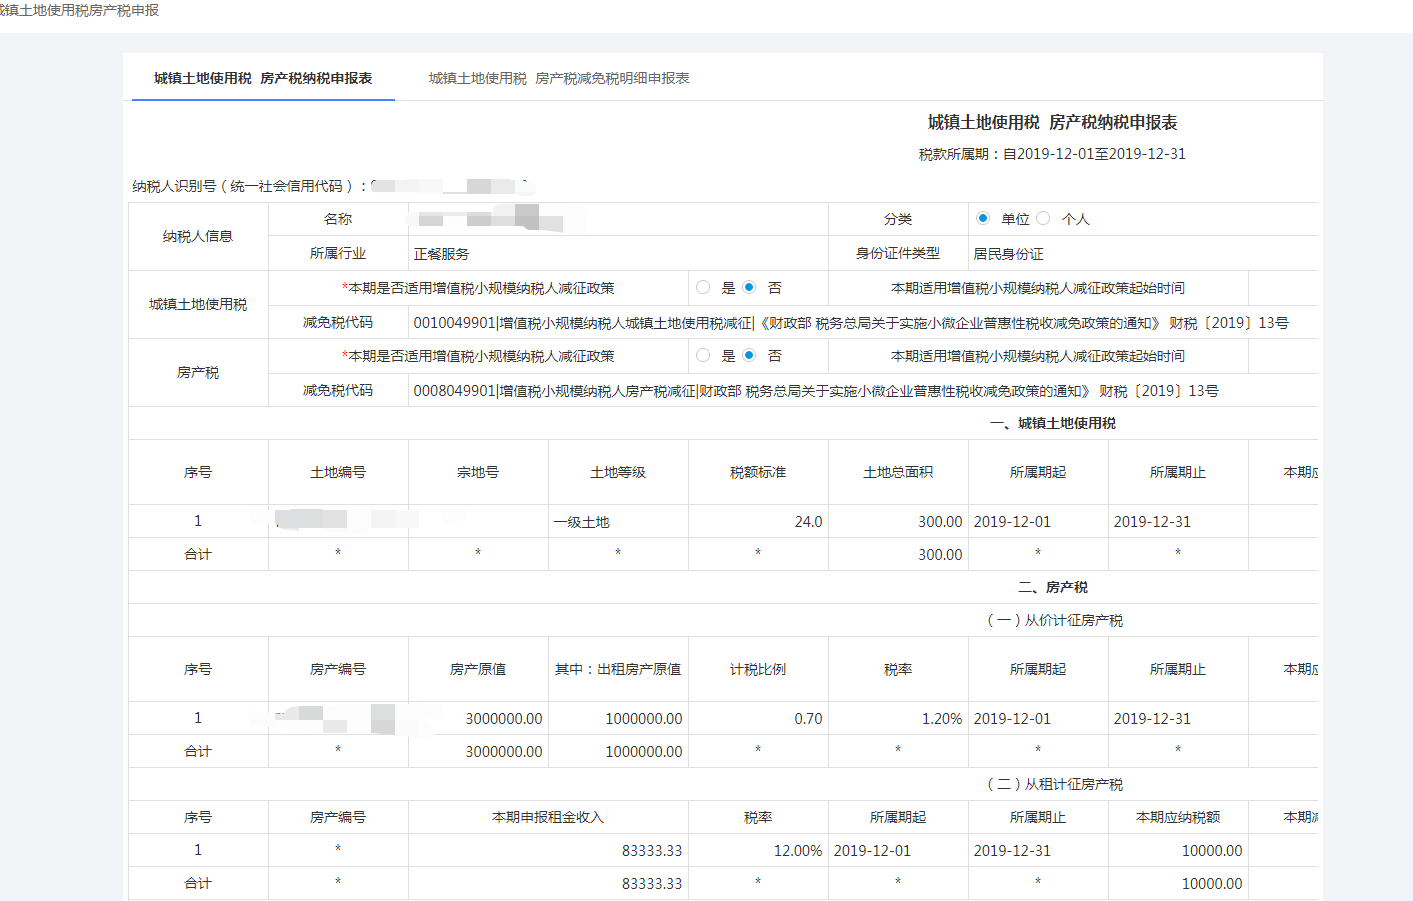 城镇土地使用税房产税申报
城镇土地使用税 房产税纳税申报表 城镇土地使用税 房产税减免税明细申报表
城镇土地使用税 房产税纳税申报表
税款所属期：自2019-12-01至2019-12-31
纳税人识别号（统一社会信用代码）：
纳税人信息 名称 分类 单位 个人
所属行业 正餐服务 身份证件类型 居民身份证
城镇土地使用税 *本期是否适用增值税小规模纳税人减征政策 是 否 本期适用增值税小规模纳税人减征政策起始时间
减免税代码 0010049901|增值税小规模纳税人城镇土地使用税减征|《财政部 税务总局关于实施小微企业普惠性税收减免政策的通知》 财税〔2019〕13号
房产税 *本期是否适用增值税小规模纳税人减征政策 是 否 本期适用增值税小规模纳税人减征政策起始时间
减免税代码 0008049901|增值税小规模纳税人房产税减征|财政部 税务总局关于实施小微企业普惠性税收减免政策的通知》 财税〔2019〕13号
一、城镇土地使用税
序号 土地编号 宗地号 土地等级 税额标准 土地总面积 所属期起 所属期止 本期应
1 一级土地 24.0 300.00 2019-12-01 2019-12-31
合计 * * * * 300.00 * *
二、房产税
（一）从价计征房产税
序号 房产编号 房产原值 其中：出租房产原值 计税比例 税率 所属期起 所属期止 本期应
1 3000000.00 1000000.00 0.70 1.20% 2019-12-01 2019-12-31
合计 * 3000000.00 1000000.00 * * * *
（二）从租计征房产税
序号 房产编号 本期申报租金收入 税率 所属期起 所属期止 本期应纳税额 本期减
1 * 83333.33 12.00% 2019-12-01 2019-12-31 10000.00
合计 * 83333.33 * * * 10000.00